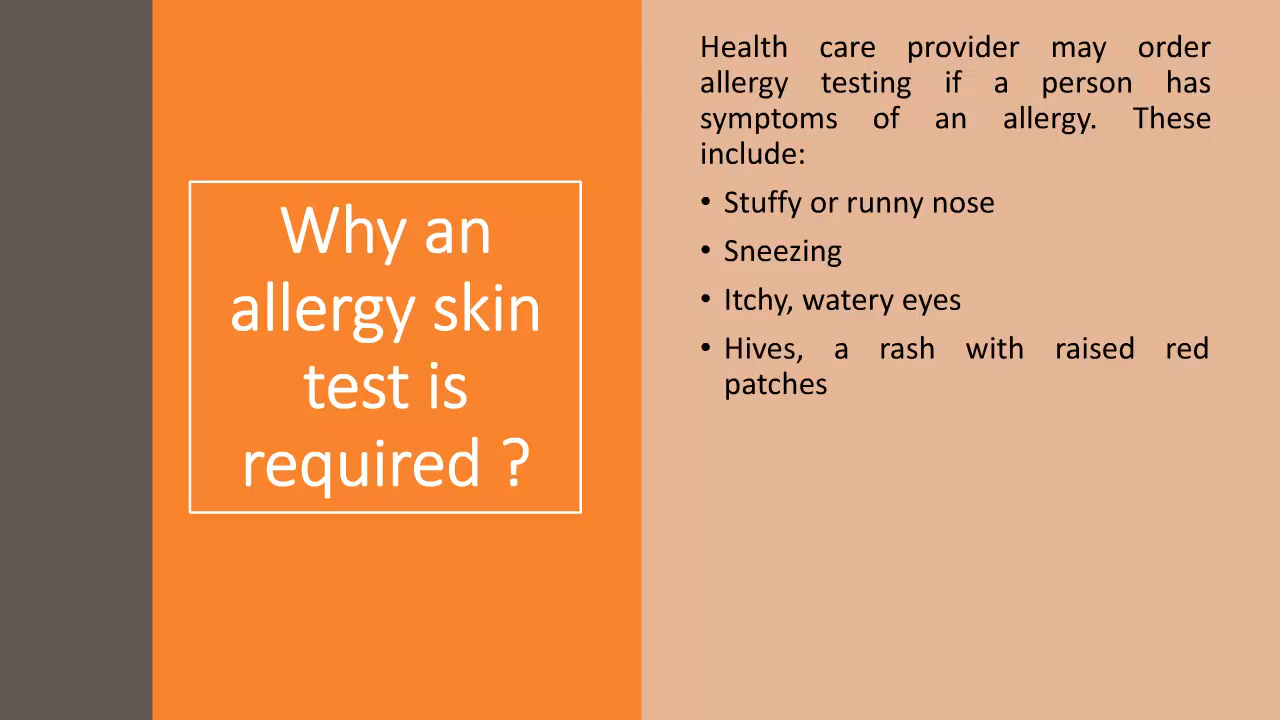 Why an
allergy skin
test is
required ?
Health care provider may order
allergy testing if a person has
symptoms of an allergy. These
include:
• Stuffy or runny nose
• Sneezing
• Itchy, watery eyes
• Hives, a rash with raised red
patches